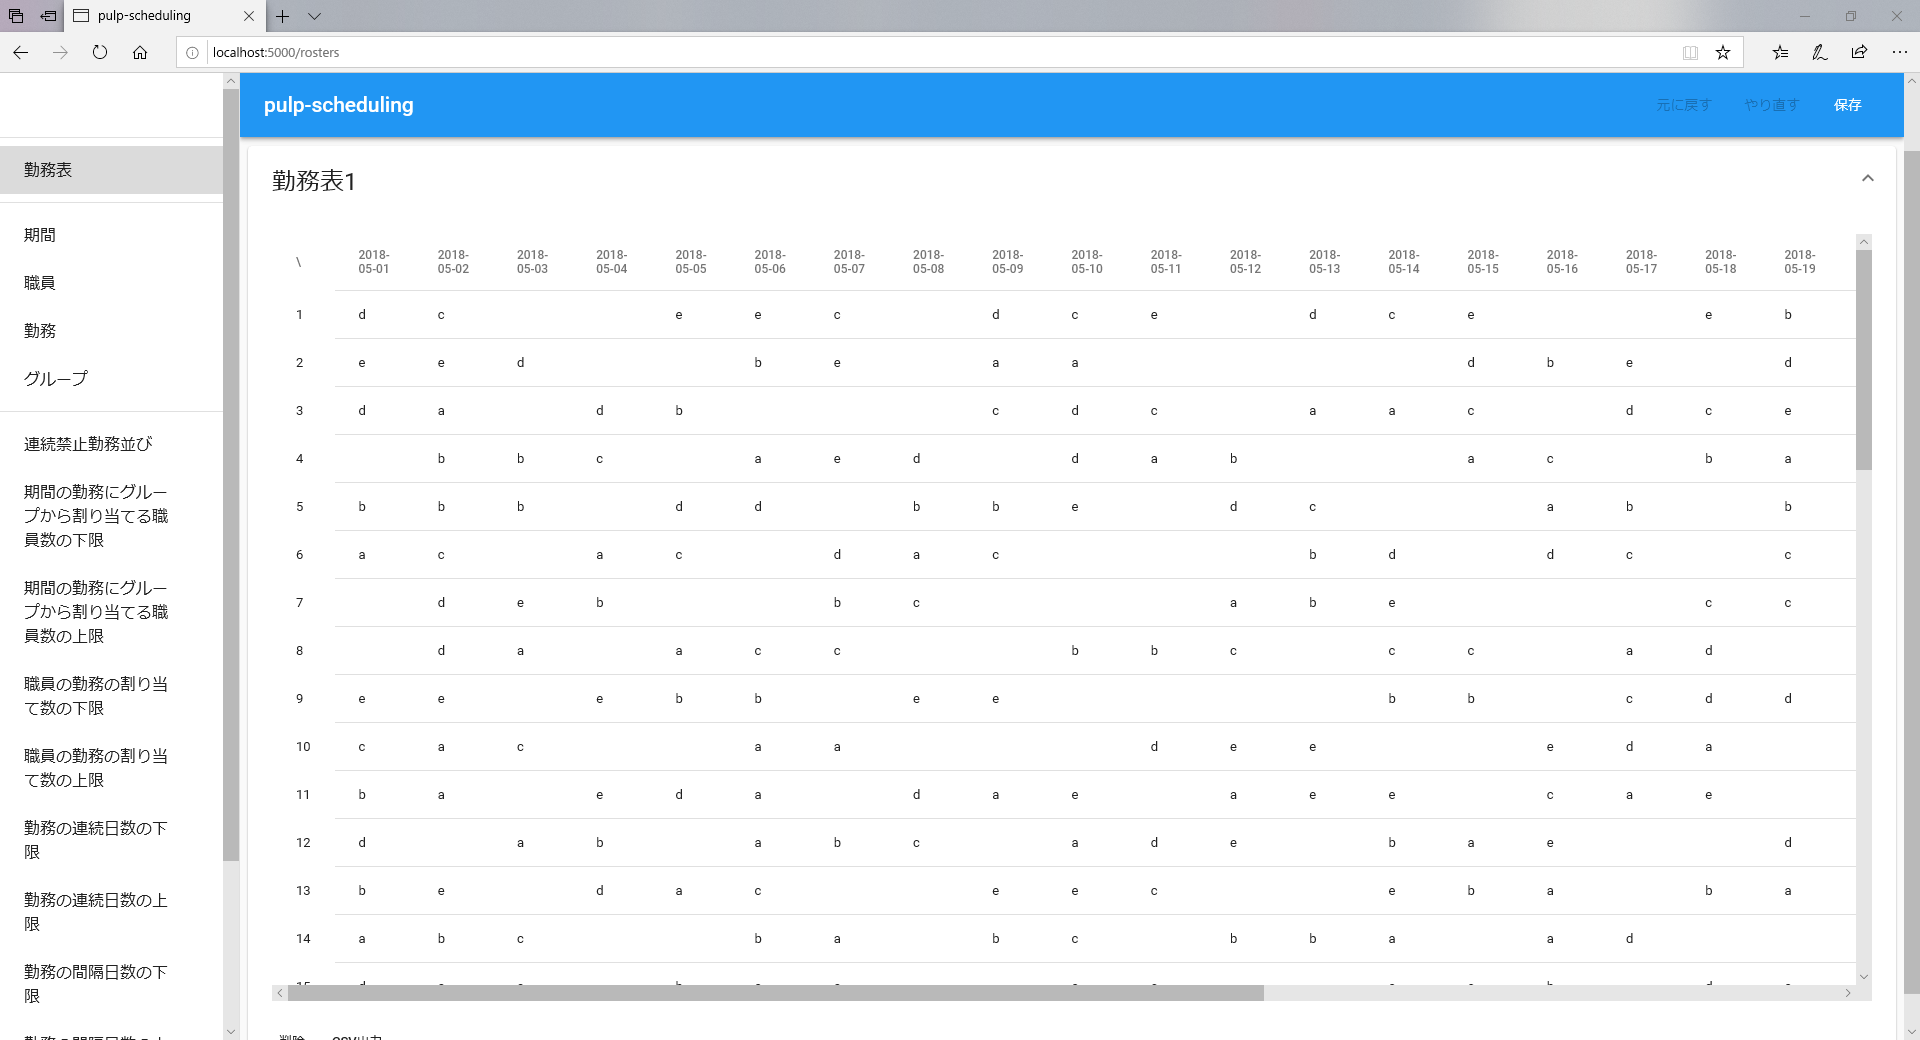 pulp-scheduling
localhost:5000/rosters
pulp-scheduling
元に戻す やり直す 保存
勤務表
期間
職員
勤務
グループ
連続禁止勤務並び
期間の勤務にグルー
プから割り当てる職
員数の下限
期間の勤務にグルー
プから割り当てる職
員数の上限
職員の勤務の割り当
て数の下限
職員の勤務の割り当
て数の上限
勤務の連続日数の下
限
勤務の連続日数の上
限
勤務の間隔日数の下
限
勤務表1
\ 2018-05-01 2018-05-02 2018-05-03 2018-05-04 2018-05-05 2018-05-06 2018-05-07 2018-05-08 2018-05-09 2018-05-10 2018-05-11 2018-05-12 2018-05-13 2018-05-14 2018-05-15 2018-05-16 2018-05-17 2018-05-18 2018-05-19
1 d c e e c d c e d c e e b
2 e e d b e a a d b e d
3 d a d b c d c a a c d c e
4 b b c a e d d a b a c b a
5 b b b d d b b e d c a b b
6 a c a c d a c b d d c c
7 d e b b c a b e c c
8 d a a c c b b c c c a d
9 e e e b b e e b b c d d
10 c a c a a d e e e d a
11 b a e d a d a e a e e c a e
12 d a b a b c a d e b a e d
13 b e d a c e e c e b a b a
14 a b c b a b c b b a a d
削除 CSV出力